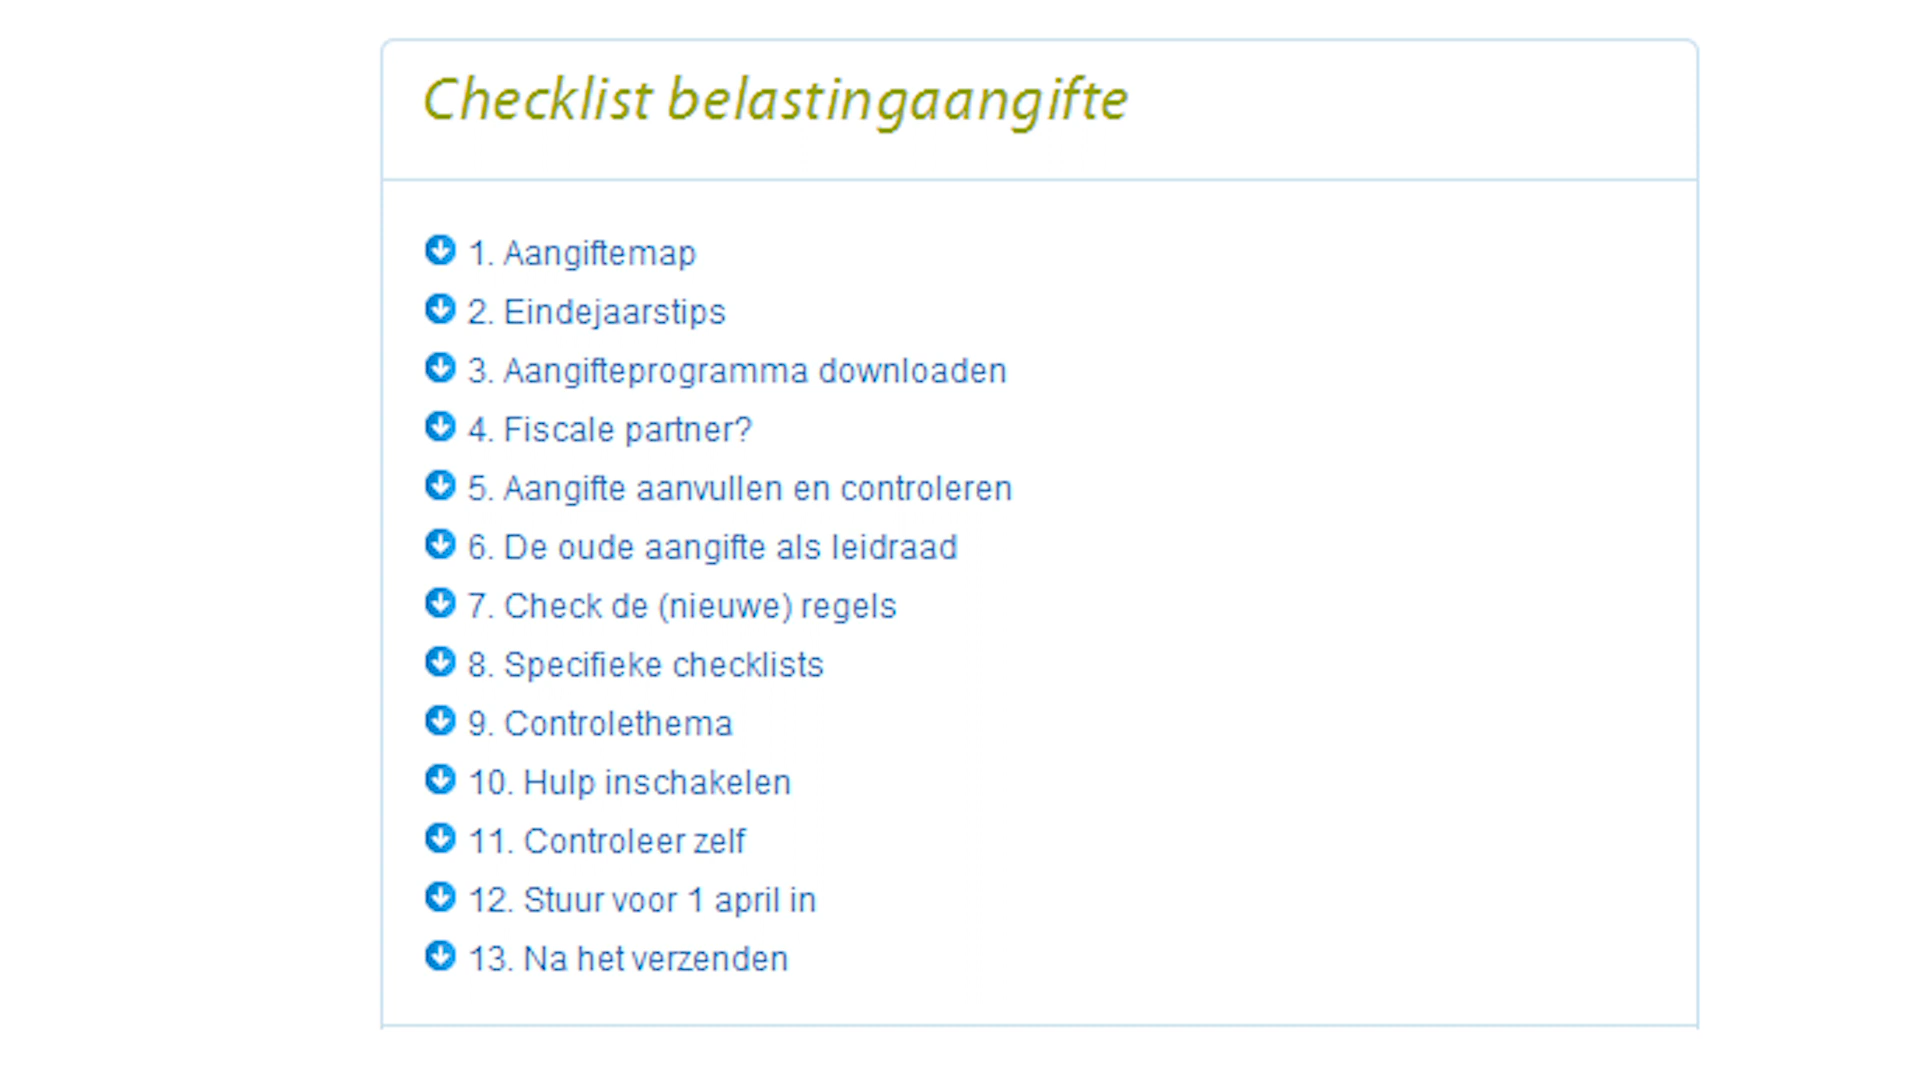 Checklist belastingaangifte
1. Aangiftemap
2. Eindejaarstips
3. Aangifteprogramma downloaden
4. Fiscale partner?
5. Aangifte aanvullen en controleren
6. De oude aangifte als leidraad
7. Check de (nieuwe) regels
8. Specifieke checklists
9. Controlethema
10. Hulp inschakelen
11. Controleer zelf
12. Stuur voor 1 april in
13. Na het verzenden